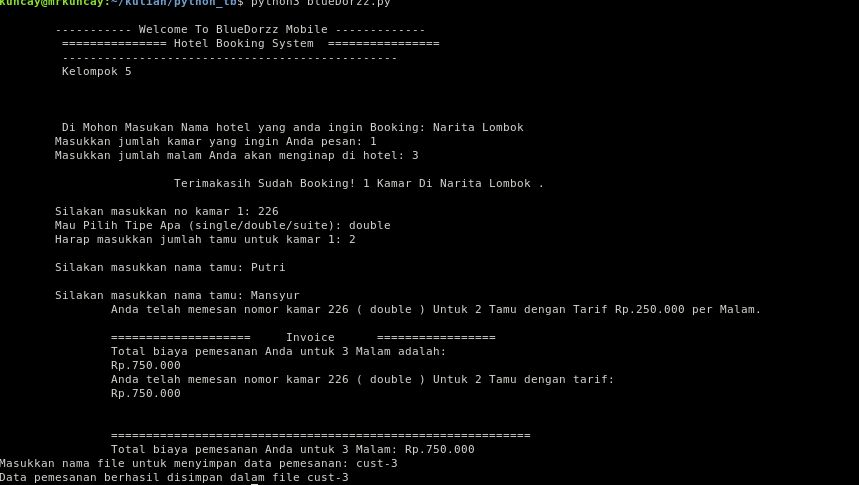 kuncay@mrkuncay:~/kuliah/python_tb$ python3 blueDorzz.py
----------- Welcome To BlueDorzz Mobile -------------
=============== Hotel Booking System ================
------------------------------------------------
Kelompok 5
Di Mohon Masukan Nama hotel yang anda ingin Booking: Narita Lombok
Masukkan jumlah kamar yang ingin Anda pesan: 1
Masukkan jumlah malam Anda akan menginap di hotel: 3
Terimakasih Sudah Booking! 1 Kamar Di Narita Lombok .
Silakan masukkan no kamar 1: 226
Mau Pilih Tipe Apa (single/double/suite): double
Harap masukkan jumlah tamu untuk kamar 1: 2
Silakan masukkan nama tamu: Putri
Silakan masukkan nama tamu: Mansyur
Anda telah memesan nomor kamar 226 ( double ) Untuk 2 Tamu dengan Tarif Rp.250.000 per Malam.
==================== Invoice =================
Total biaya pemesanan Anda untuk 3 Malam adalah:
Rp.750.000
Anda telah memesan nomor kamar 226 ( double ) Untuk 2 Tamu dengan tarif:
Rp.750.000
============================================================
Total biaya pemesanan Anda untuk 3 Malam: Rp.750.000
Masukkan nama file untuk menyimpan data pemesanan: cust-3
Data pemesanan berhasil disimpan dalam file cust-3